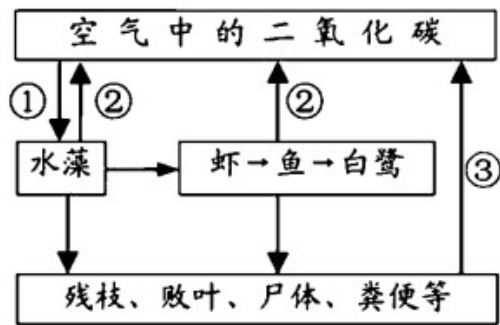 空气中的二氧化碳
① ② ②
水藻 虾→鱼→白鹭 ③
残枝、败叶、尸体、粪便等